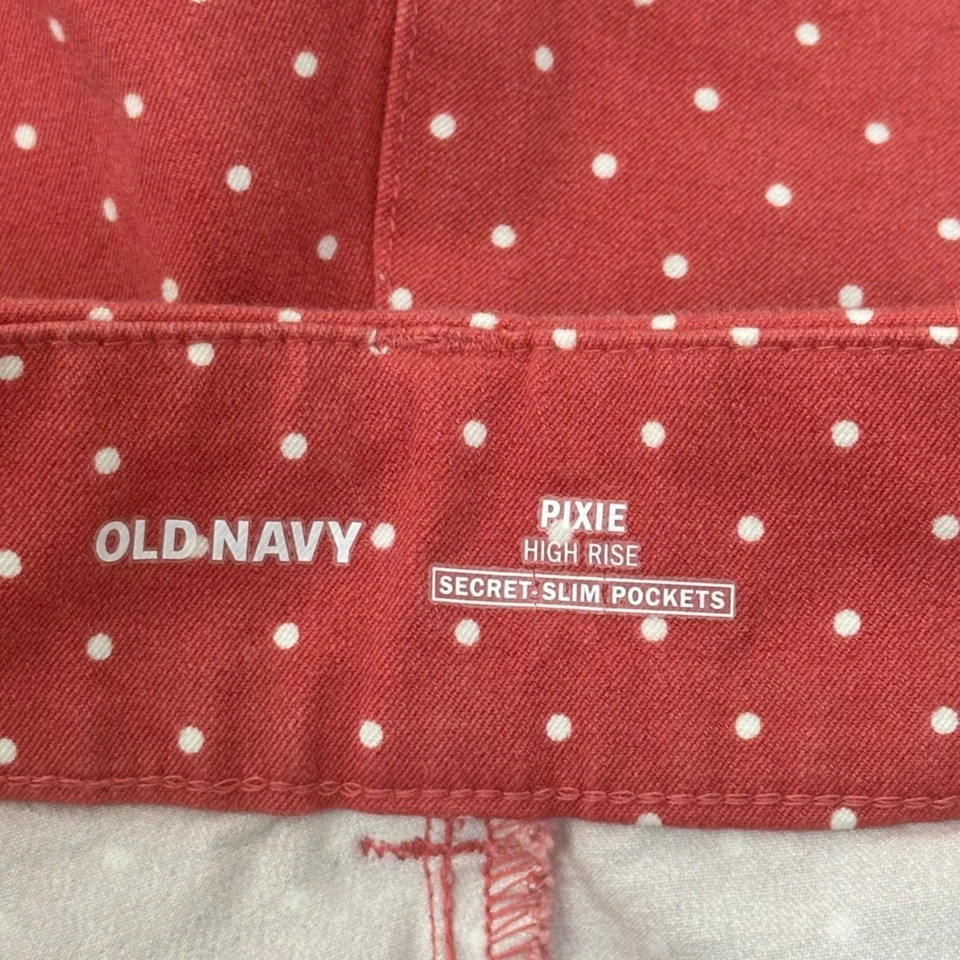 OLD NAVY
PIXIE
HIGH RISE
SECRET-SLIM POCKETS